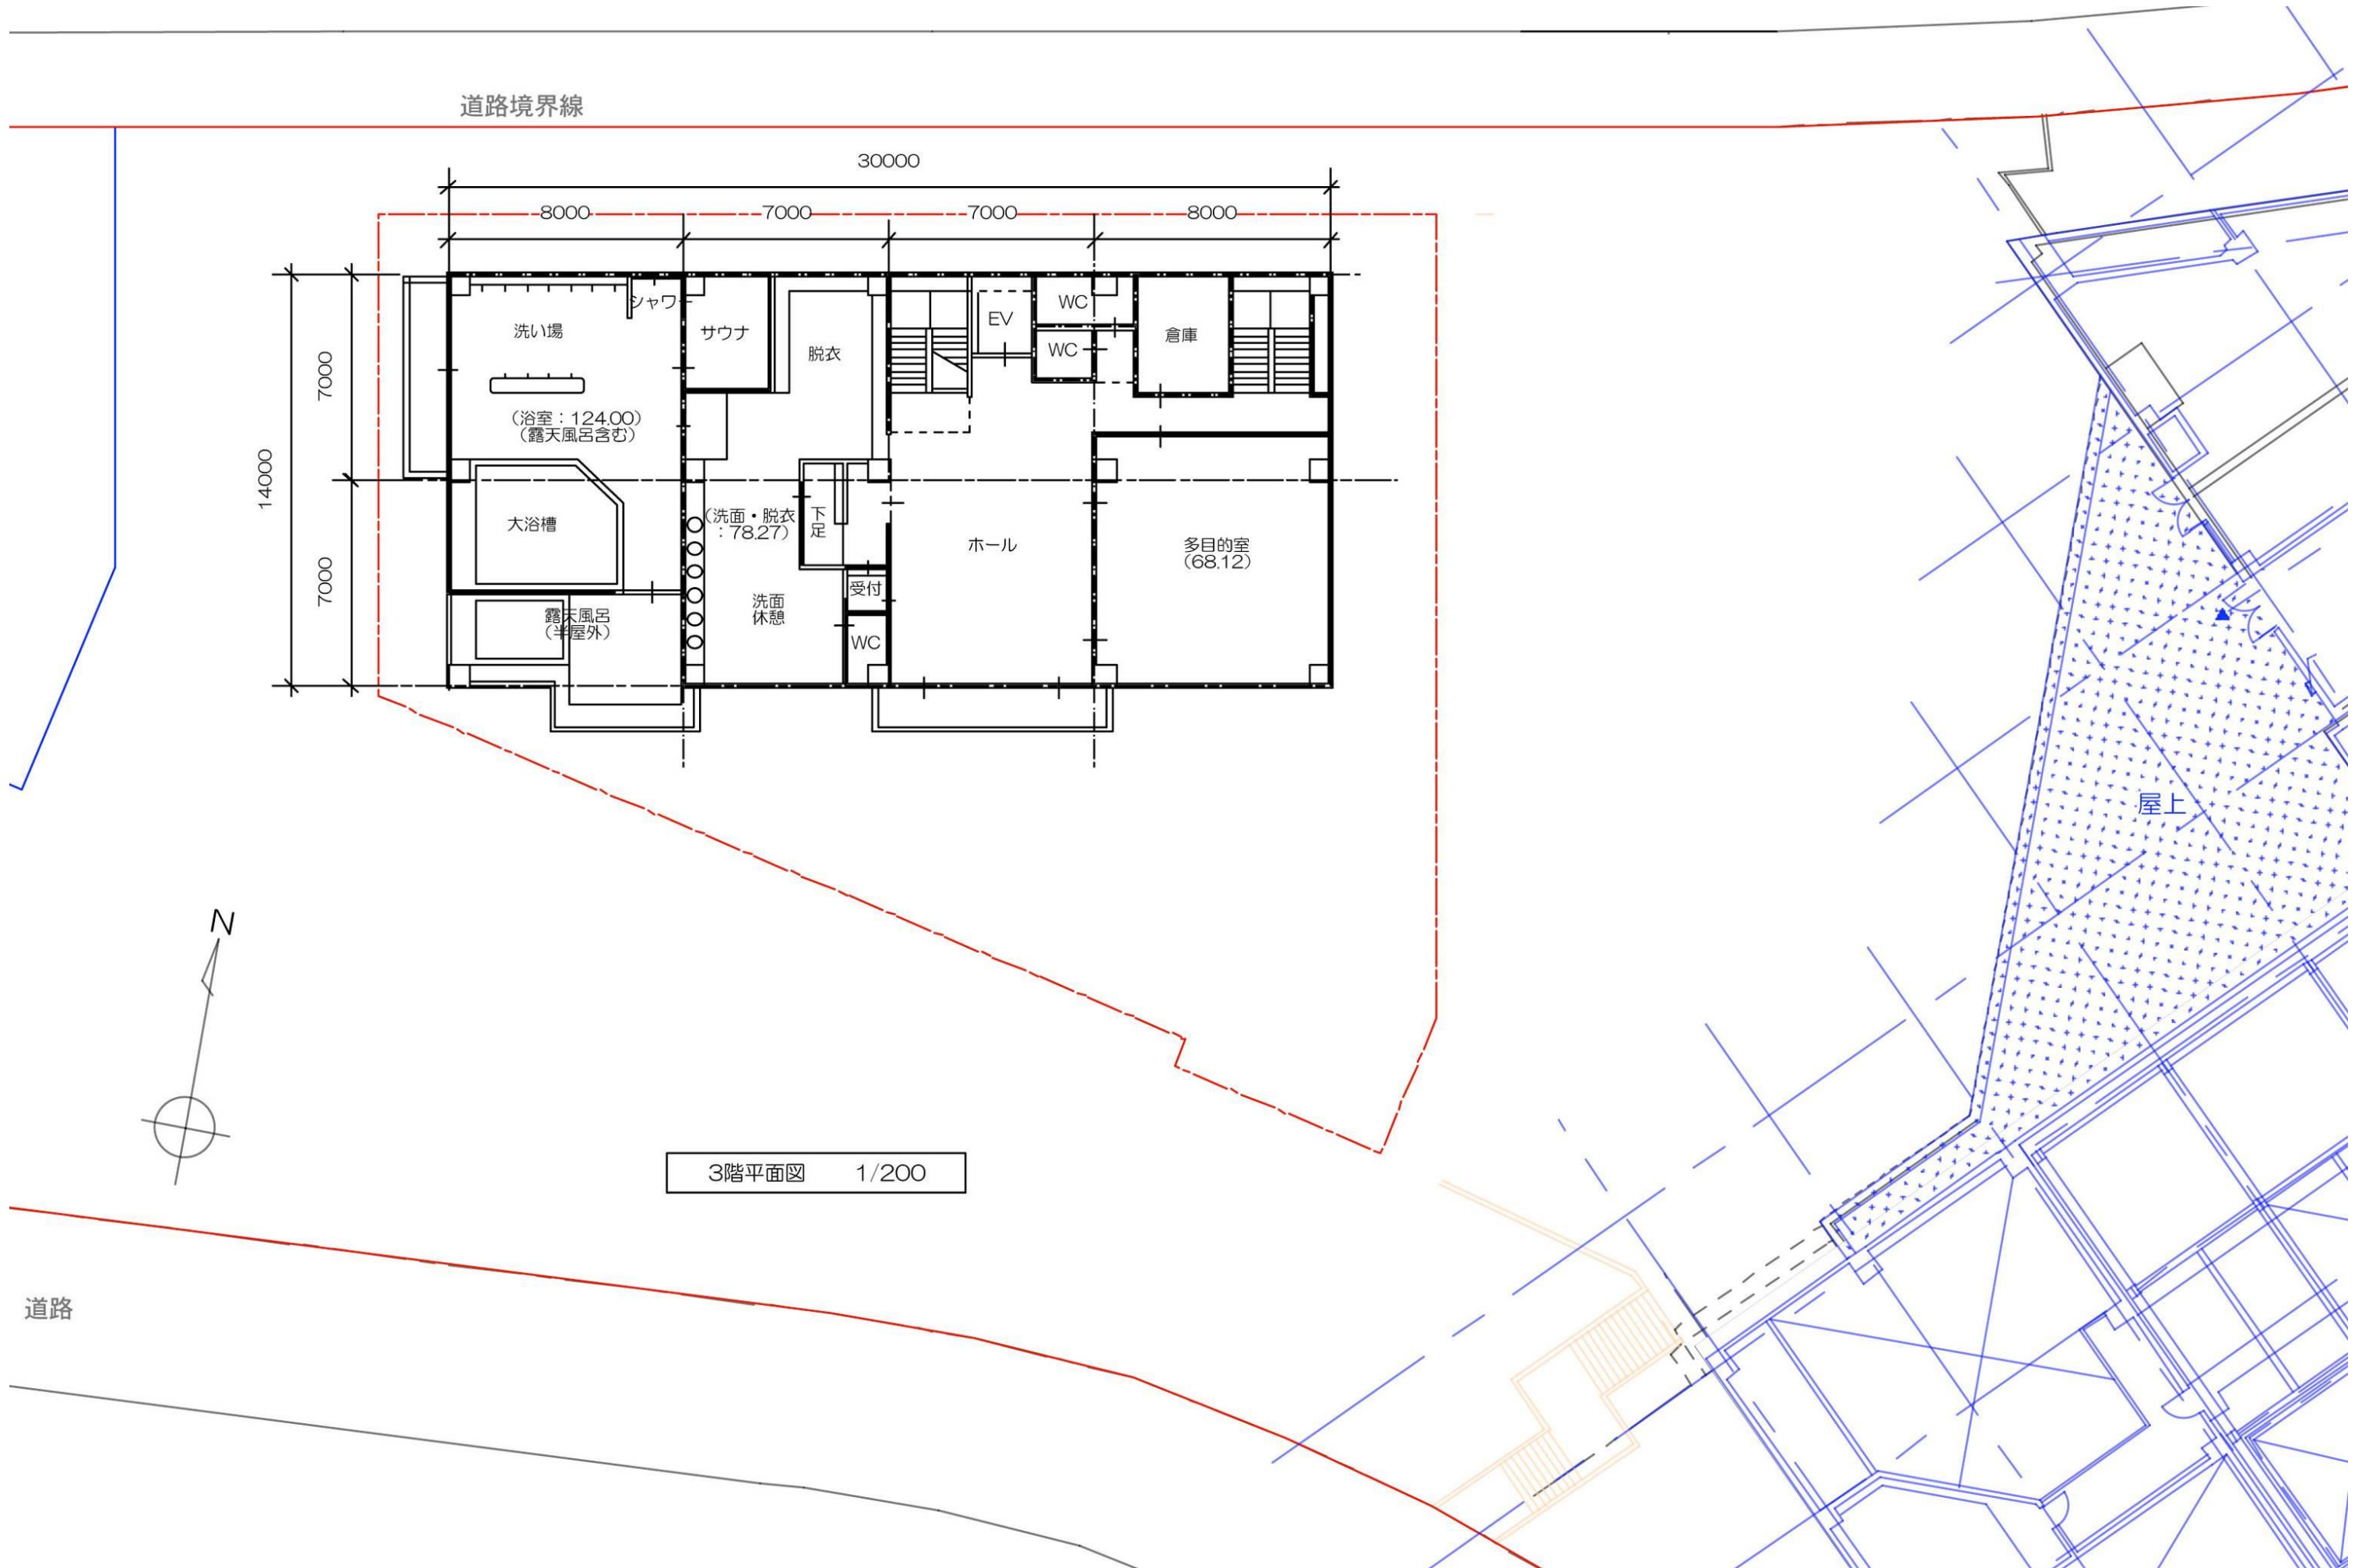 道路境界線
30000
8000
7000
7000
8000
7000
14000
7000
洗い場
シャワー
サウナ
脱衣
EV
WC
WC
倉庫
(浴室：124.00)
(露天風呂含む)
大浴槽
(洗面・脱衣
：78.27)
下足
ホール
多目的室
(68.12)
受付
洗面
休憩
WC
露天風呂
(半屋外)
屋上
N
3階平面図 1/200
道路